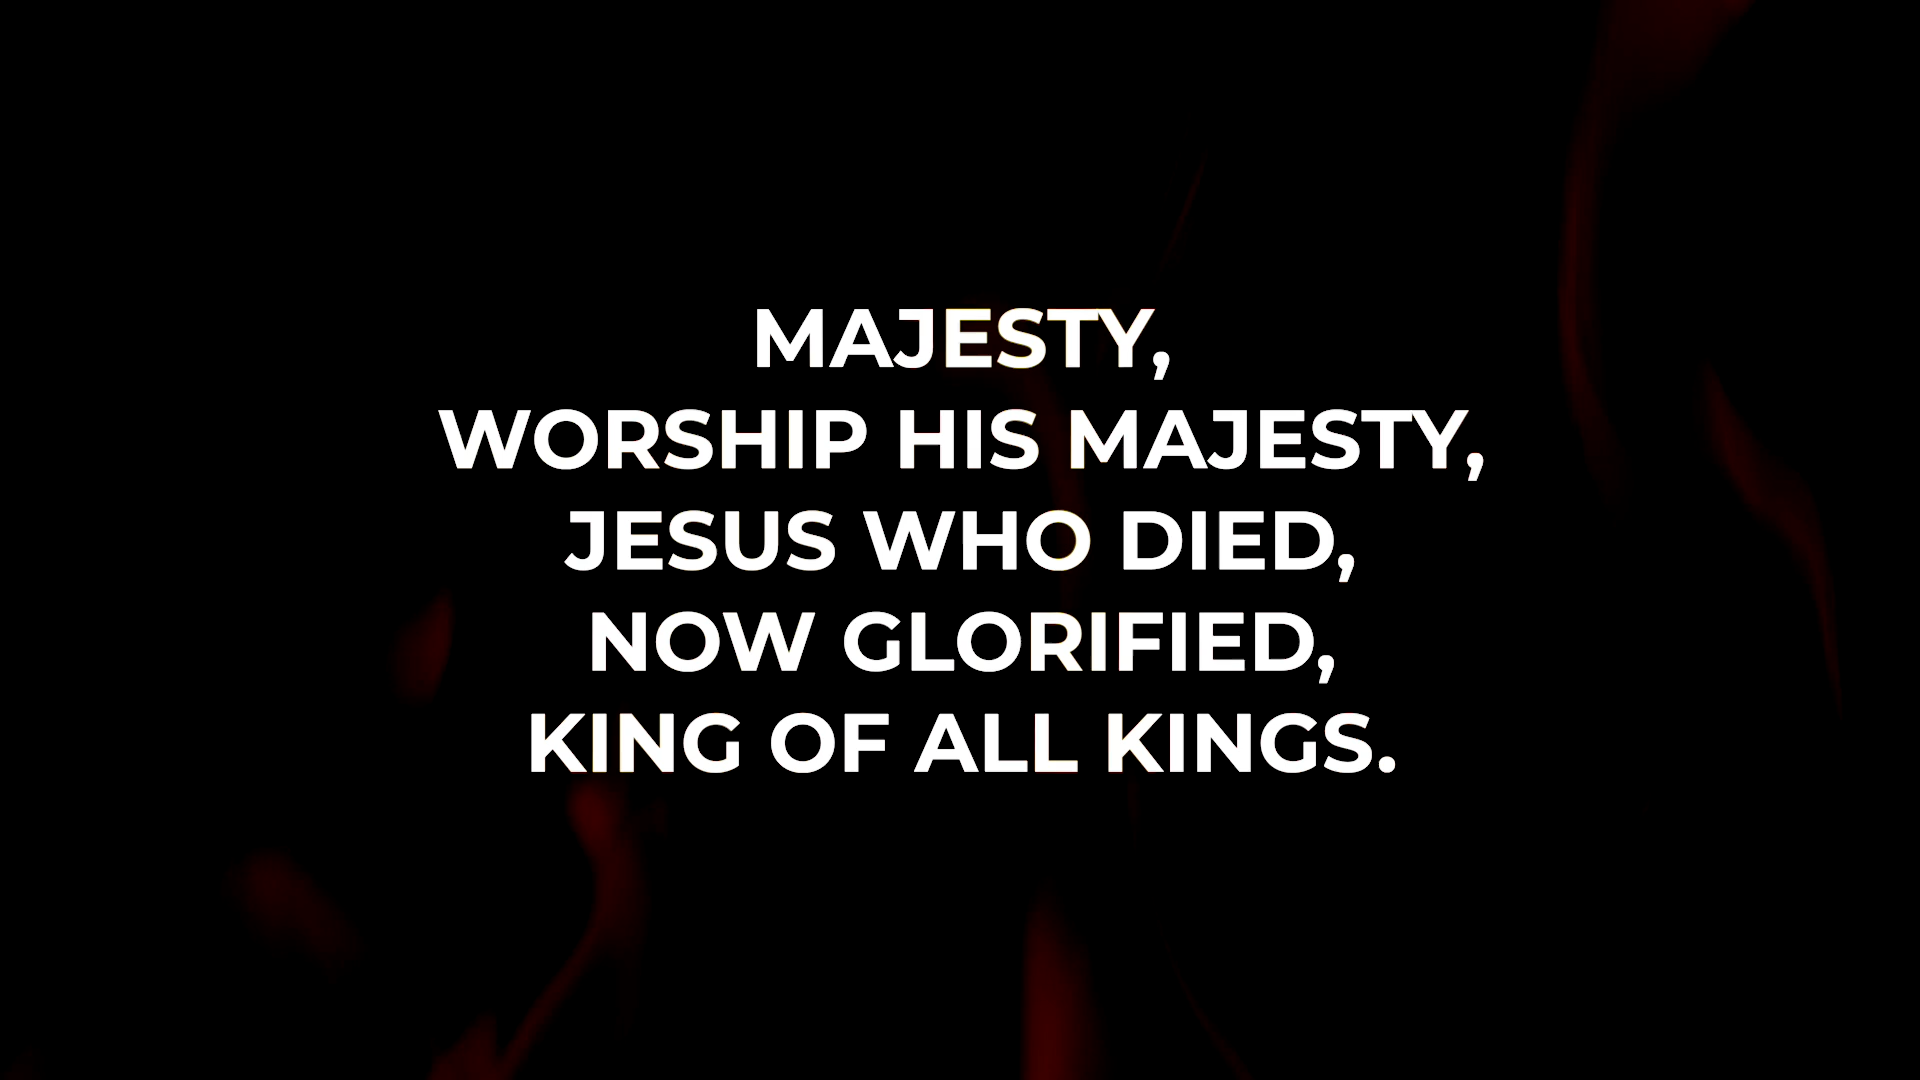 MAJESTY,
WORSHIP HIS MAJESTY,
JESUS WHO DIED,
NOW GLORIFIED,
KING OF ALL KINGS.